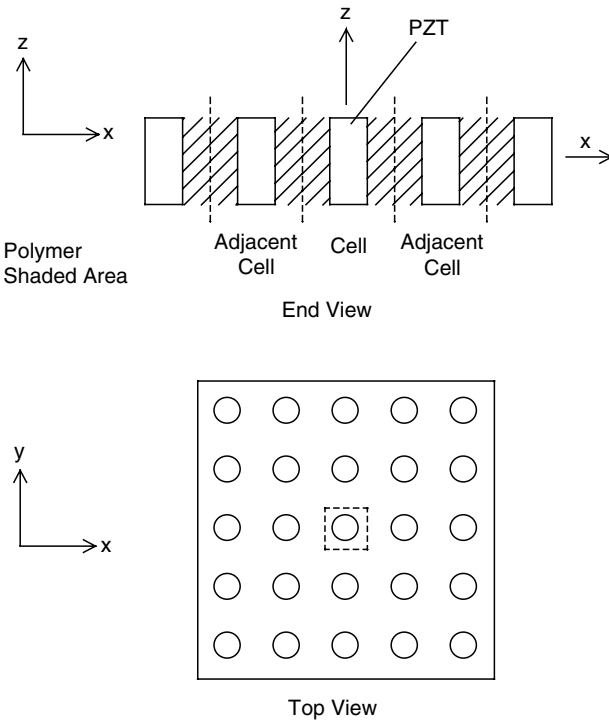 z
x
z
PZT
x
Polymer
Shaded Area
Adjacent
Cell
Cell
Adjacent
Cell
End View
y
x
Top View